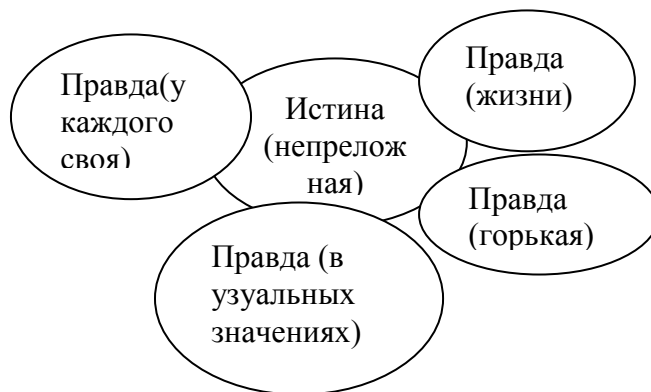 Правда(у
каждого
своя)
Истина
(непрелож
ная)
Правда
(жизни)
Правда
(горькая)
Правда (в
узуальных
значениях)